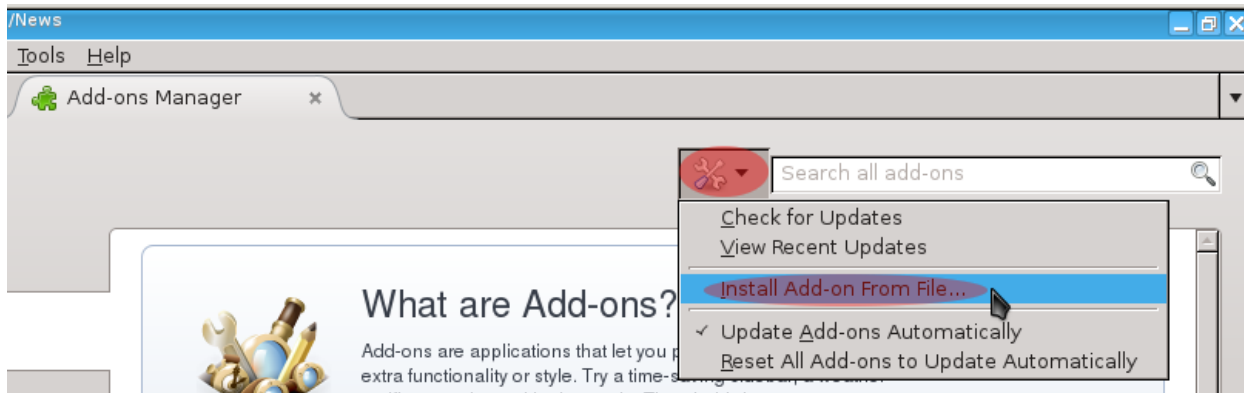 /News
Tools Help
Add-ons Manager
Search all add-ons
Check for Updates
View Recent Updates
Install Add-on From File...
What are Add-ons?
Update Add-ons Automatically
Add-ons are applications that let you
Reset All Add-ons to Update Automatically
extra functionality or style. Try a